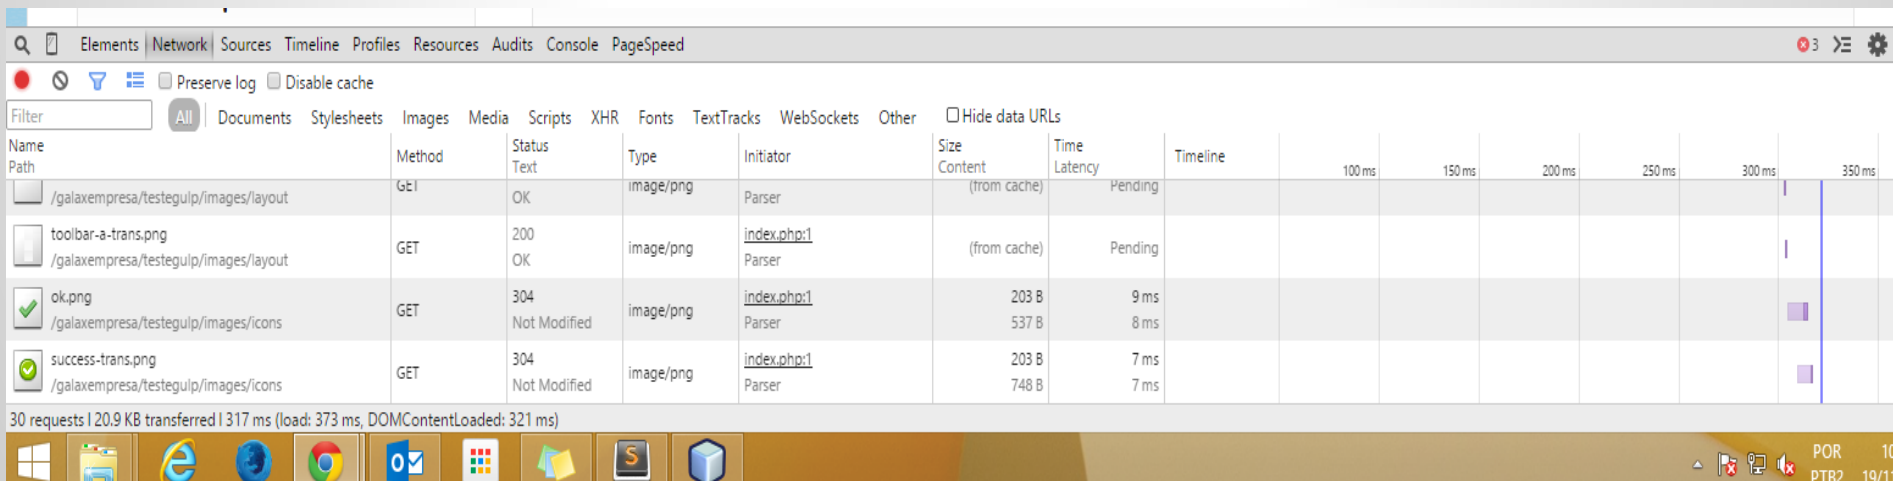 Elements Network Sources Timeline Profiles Resources Audits Console PageSpeed 3
Preserve log Disable cache
Filter All Documents Stylesheets Images Media Scripts XHR Fonts TextTracks WebSockets Other Hide data URLs
Name Status Size Time
Method Type Initiator Timeline
Path Text Content Latency 100 ms 150 ms 200 ms 250 ms 300 ms 350 ms
GET image/png (from cache) Pending
/galaxempresa/testegulp/images/layout OK Parser
toolbar-a-trans.png 200 index.php:1
GET image/png (from cache) Pending
/galaxempresa/testegulp/images/layout OK Parser
ok.png 304 index.php:1 203 B 9 ms
GET image/png
/galaxempresa/testegulp/images/icons Not Modified Parser 537 B 8 ms
success-trans.png 304 index.php:1 203 B 7 ms
GET image/png
/galaxempresa/testegulp/images/icons Not Modified Parser 748 B 7 ms
30 requests | 20.9 KB transferred | 317 ms (load: 373 ms, DOMContentLoaded: 321 ms)
POR 10
PTB2 19/1